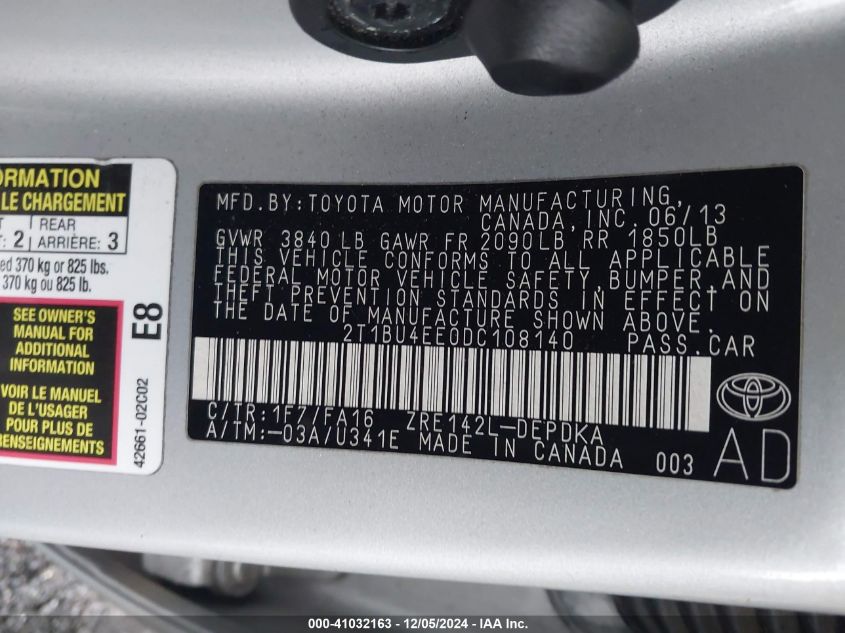 ORMATION
LE CHARGEMENT
2 REAR
ARRIÈRE: 3
ed 370 kg or 825 lbs.
370 kg ou 825 lb.
SEE OWNER'S
MANUAL FOR
ADDITIONAL
VOIR LE MANUEL
DE L'USAGER
POUR PLUS DE
RENSEIGNEMENTS
E8
42661-02C02
MFD.BY:TOYOTA MOTOR MANUFACTURING,
CANADA,INC.06/13
GVWR 3840 LB GAWR FR 2090LB RR 1850LB
THIS VEHICLE CONFORMS TO ALL APPLICABLE
FEDERAL MOTOR VEHICLE SAFETY,BUMPER,AND
THEFT PREVENTION STANDARDS IN EFFECT ON
THE DATE OF MANUFACTURE SHOWN ABOVE.
2T1BU4EE0DC108140 PASS.CAR
C/TR:1F7/FA16 ZRE142L-DEPDKA
A/TM:-03A/U341E MADE IN CANADA 003
AD
000-41032163 - 12/05/2024 - IAA Inc.